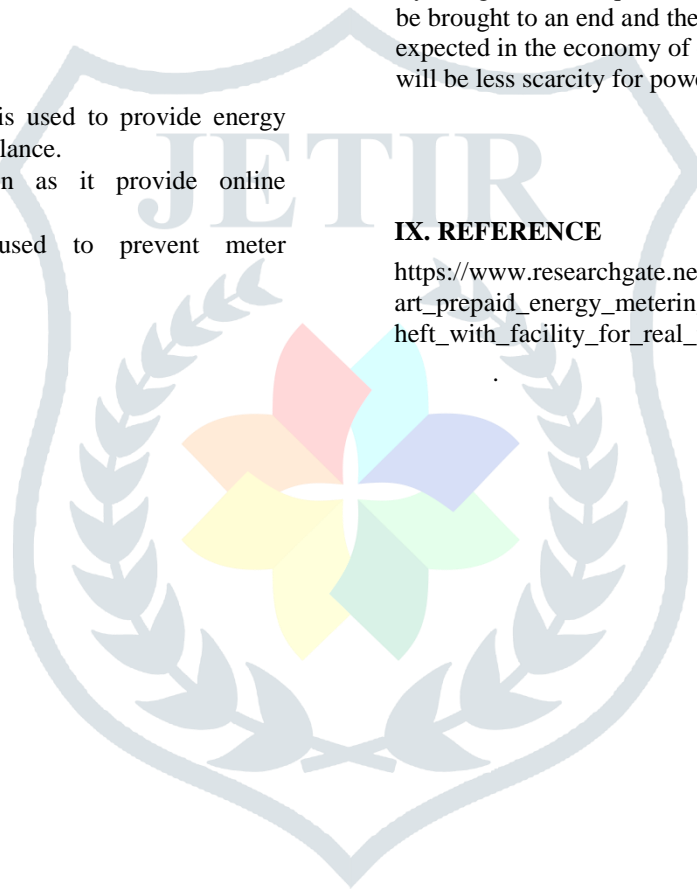 is used to provide energy
lance.
en as it provide online
used to prevent meter
be brought to an end and the
expected in the economy of
will be less scarcity for powe
IX. REFERENCE
https://www.researchgate.ne
art_prepaid_energy_meterin
heft_with_facility_for_real_
.
JETIR